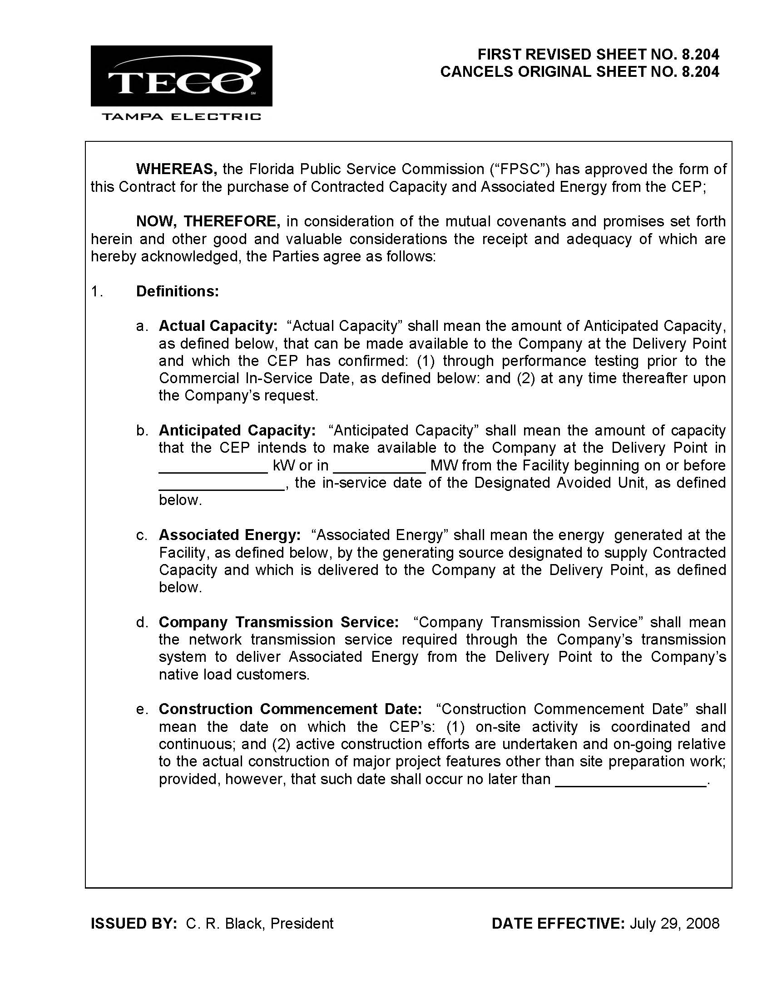 FIRST REVISED SHEET NO. 8.204
CANCELS ORIGINAL SHEET NO. 8.204
TECO
SM
TAMPA ELECTRIC
WHEREAS, the Florida Public Service Commission (“FPSC”) has approved the form of
this Contract for the purchase of Contracted Capacity and Associated Energy from the CEP;
NOW, THEREFORE, in consideration of the mutual covenants and promises set forth
herein and other good and valuable considerations the receipt and adequacy of which are
hereby acknowledged, the Parties agree as follows:
1. Definitions:
a. Actual Capacity: “Actual Capacity” shall mean the amount of Anticipated Capacity,
as defined below, that can be made available to the Company at the Delivery Point
and which the CEP has confirmed: (1) through performance testing prior to the
Commercial In-Service Date, as defined below: and (2) at any time thereafter upon
the Company’s request.
b. Anticipated Capacity: “Anticipated Capacity” shall mean the amount of capacity
that the CEP intends to make available to the Company at the Delivery Point in
______________ kW or in ____________ MW from the Facility beginning on or before
________________, the in-service date of the Designated Avoided Unit, as defined
below.
c. Associated Energy: “Associated Energy” shall mean the energy generated at the
Facility, as defined below, by the generating source designated to supply Contracted
Capacity and which is delivered to the Company at the Delivery Point, as defined
below.
d. Company Transmission Service: “Company Transmission Service” shall mean
the network transmission service required through the Company’s transmission
system to deliver Associated Energy from the Delivery Point to the Company’s
native load customers.
e. Construction Commencement Date: “Construction Commencement Date” shall
mean the date on which the CEP’s: (1) on-site activity is coordinated and
continuous; and (2) active construction efforts are undertaken and on-going relative
to the actual construction of major project features other than site preparation work;
provided, however, that such date shall occur no later than ___________________.
ISSUED BY: C. R. Black, President
DATE EFFECTIVE: July 29, 2008